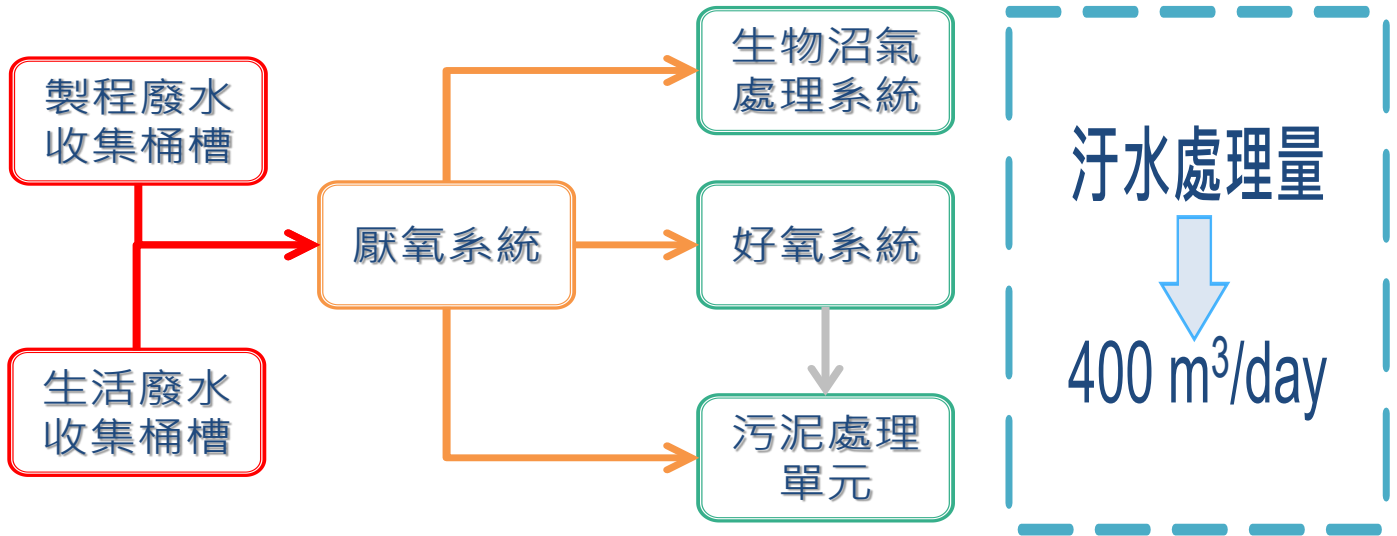 製程廢水
收集桶槽
生活廢水
收集桶槽
厭氧系統
生物沼氣
處理系統
好氧系統
污泥處理
單元
汙水處理量
400 m³/day